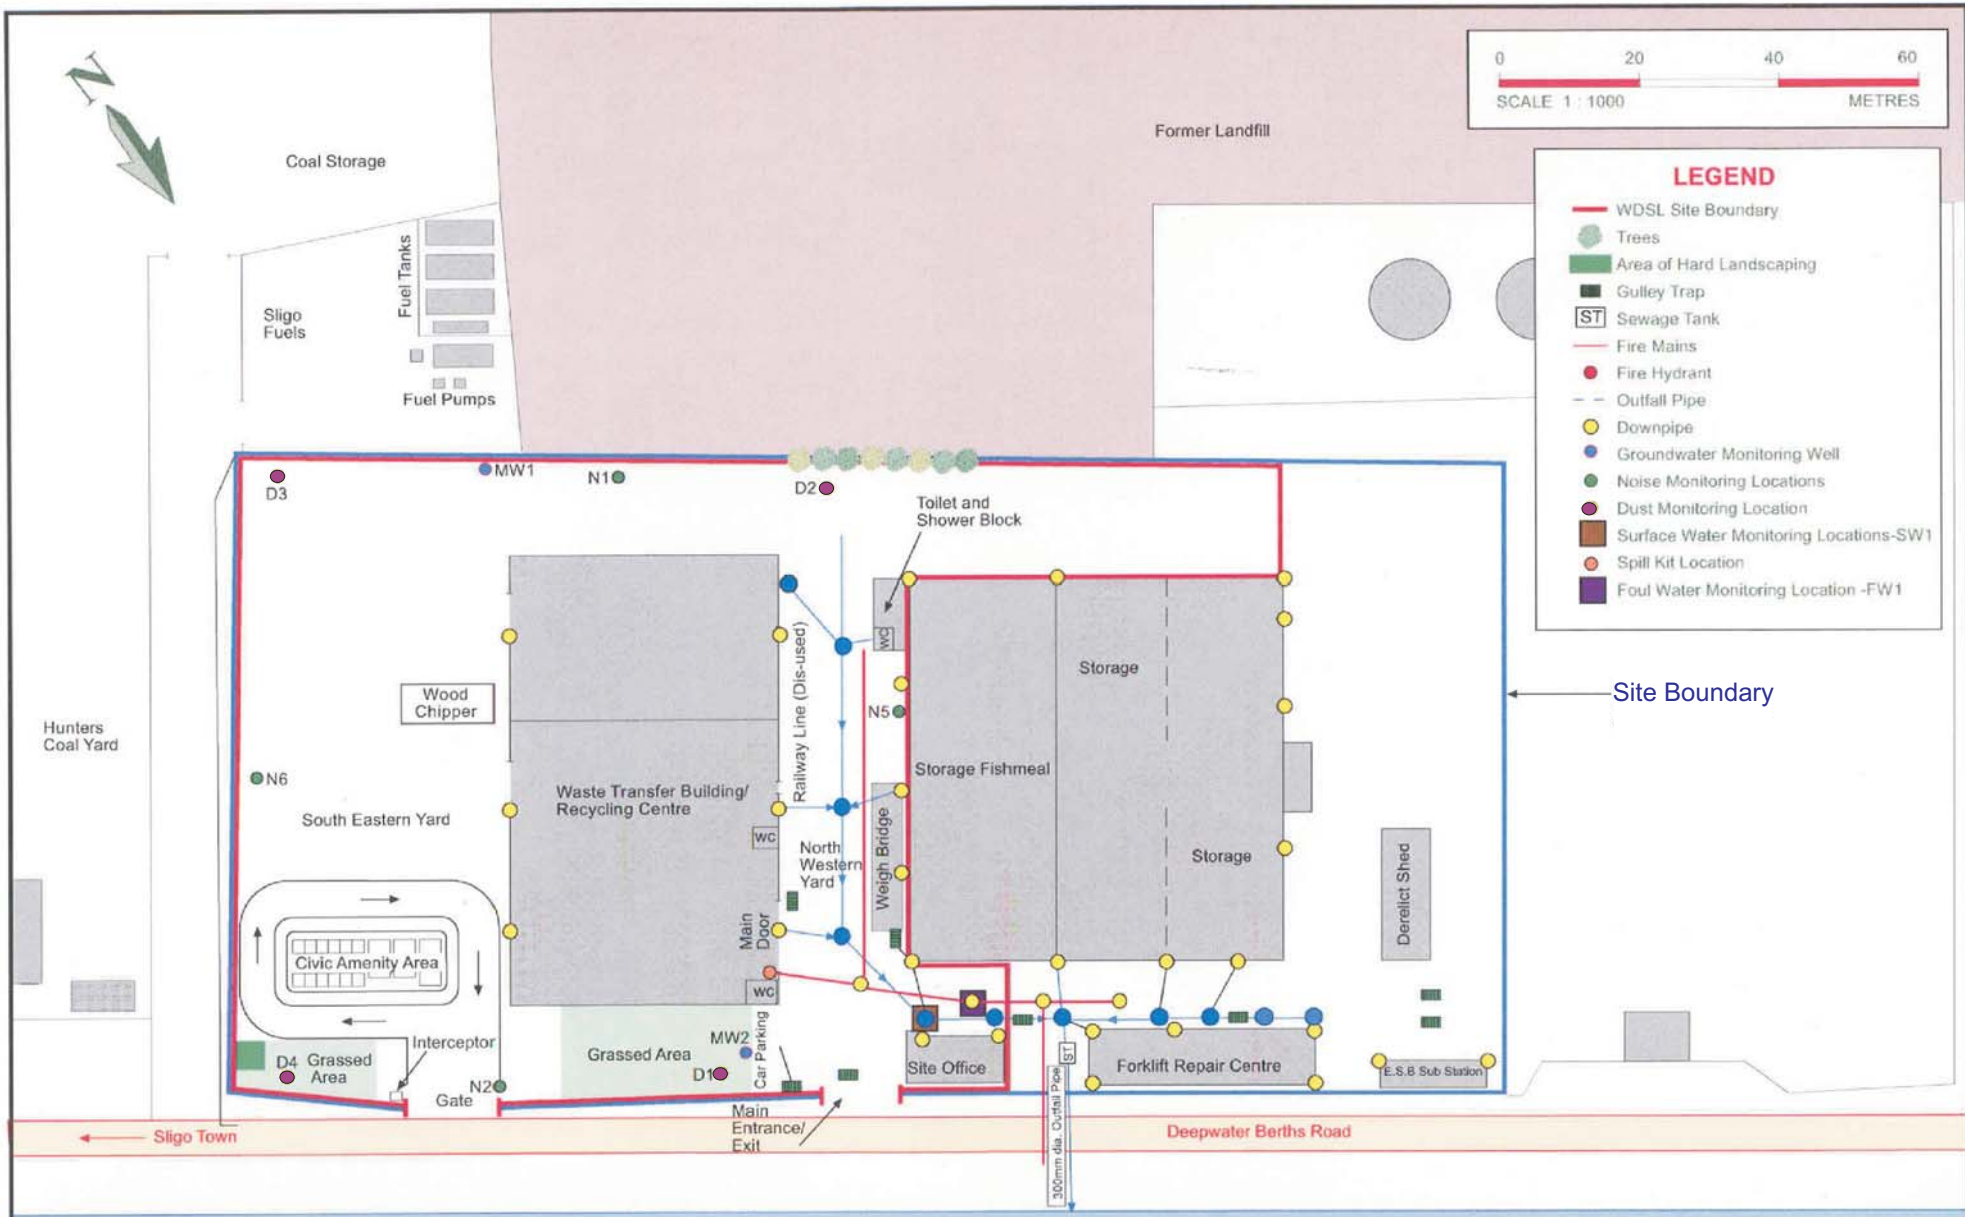 N
0 20 40 60
SCALE 1 : 1000 METRES
Former Landfill
Coal Storage
LEGEND
WDSL Site Boundary
Trees
Area of Hard Landscaping
Gulley Trap
ST Sewage Tank
Fire Mains
Fire Hydrant
Outfall Pipe
Downpipe
Groundwater Monitoring Well
Noise Monitoring Locations
Dust Monitoring Location
Surface Water Monitoring Locations-SW1
Spill Kit Location
Foul Water Monitoring Location -FW1
Fuel Tanks
Sligo
Fuels
Fuel Pumps
D3
MW1
N1
D2
Toilet and
Shower Block
WC
Railway Line (Dis-used)
Storage
Site Boundary
Wood
Chipper
N5
Hunters
Coal Yard
N6
Storage Fishmeal
Waste Transfer Building/
Recycling Centre
South Eastern Yard
WC
North
Western
Yard
Weigh Bridge
Storage
Derelict Shed
Main
Door
Civic Amenity Area
WC
Interceptor
D4
Grassed
Area
Grassed Area
MW2
D1
Car Parking
N2
Gate
Site Office
ST
Forklift Repair Centre
E.S.B Sub Station
300mm dia. Outfall Pipe
Main
Entrance/
Exit
Sligo Town
Deepwater Berths Road